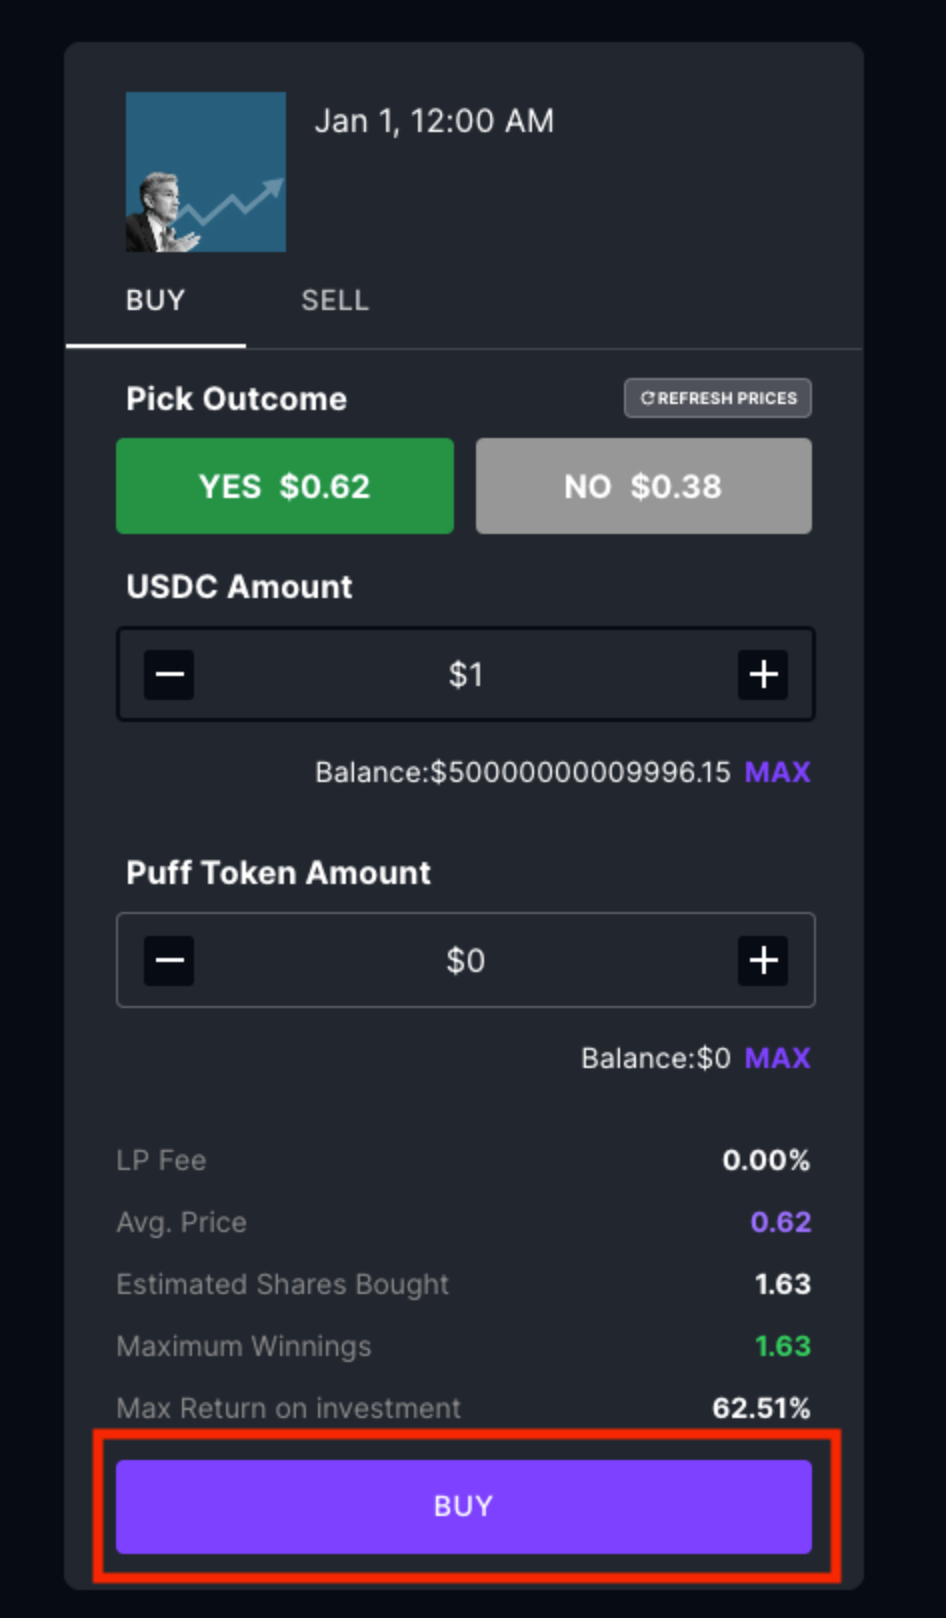 Jan 1, 12:00 AM
BUY SELL
Pick Outcome REFRESH PRICES
YES $0.62 NO $0.38
USDC Amount
− $1 +
Balance:$50000000009996.15 MAX
Puff Token Amount
− $0 +
Balance:$0 MAX
LP Fee 0.00%
Avg. Price 0.62
Estimated Shares Bought 1.63
Maximum Winnings 1.63
Max Return on investment 62.51%
BUY